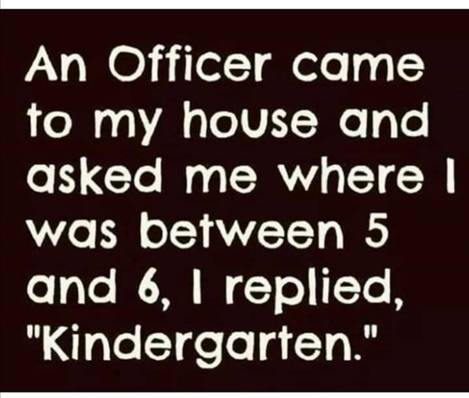 An Officer came
to my house and
asked me where I
was between 5
and 6, I replied,
"Kindergarten."